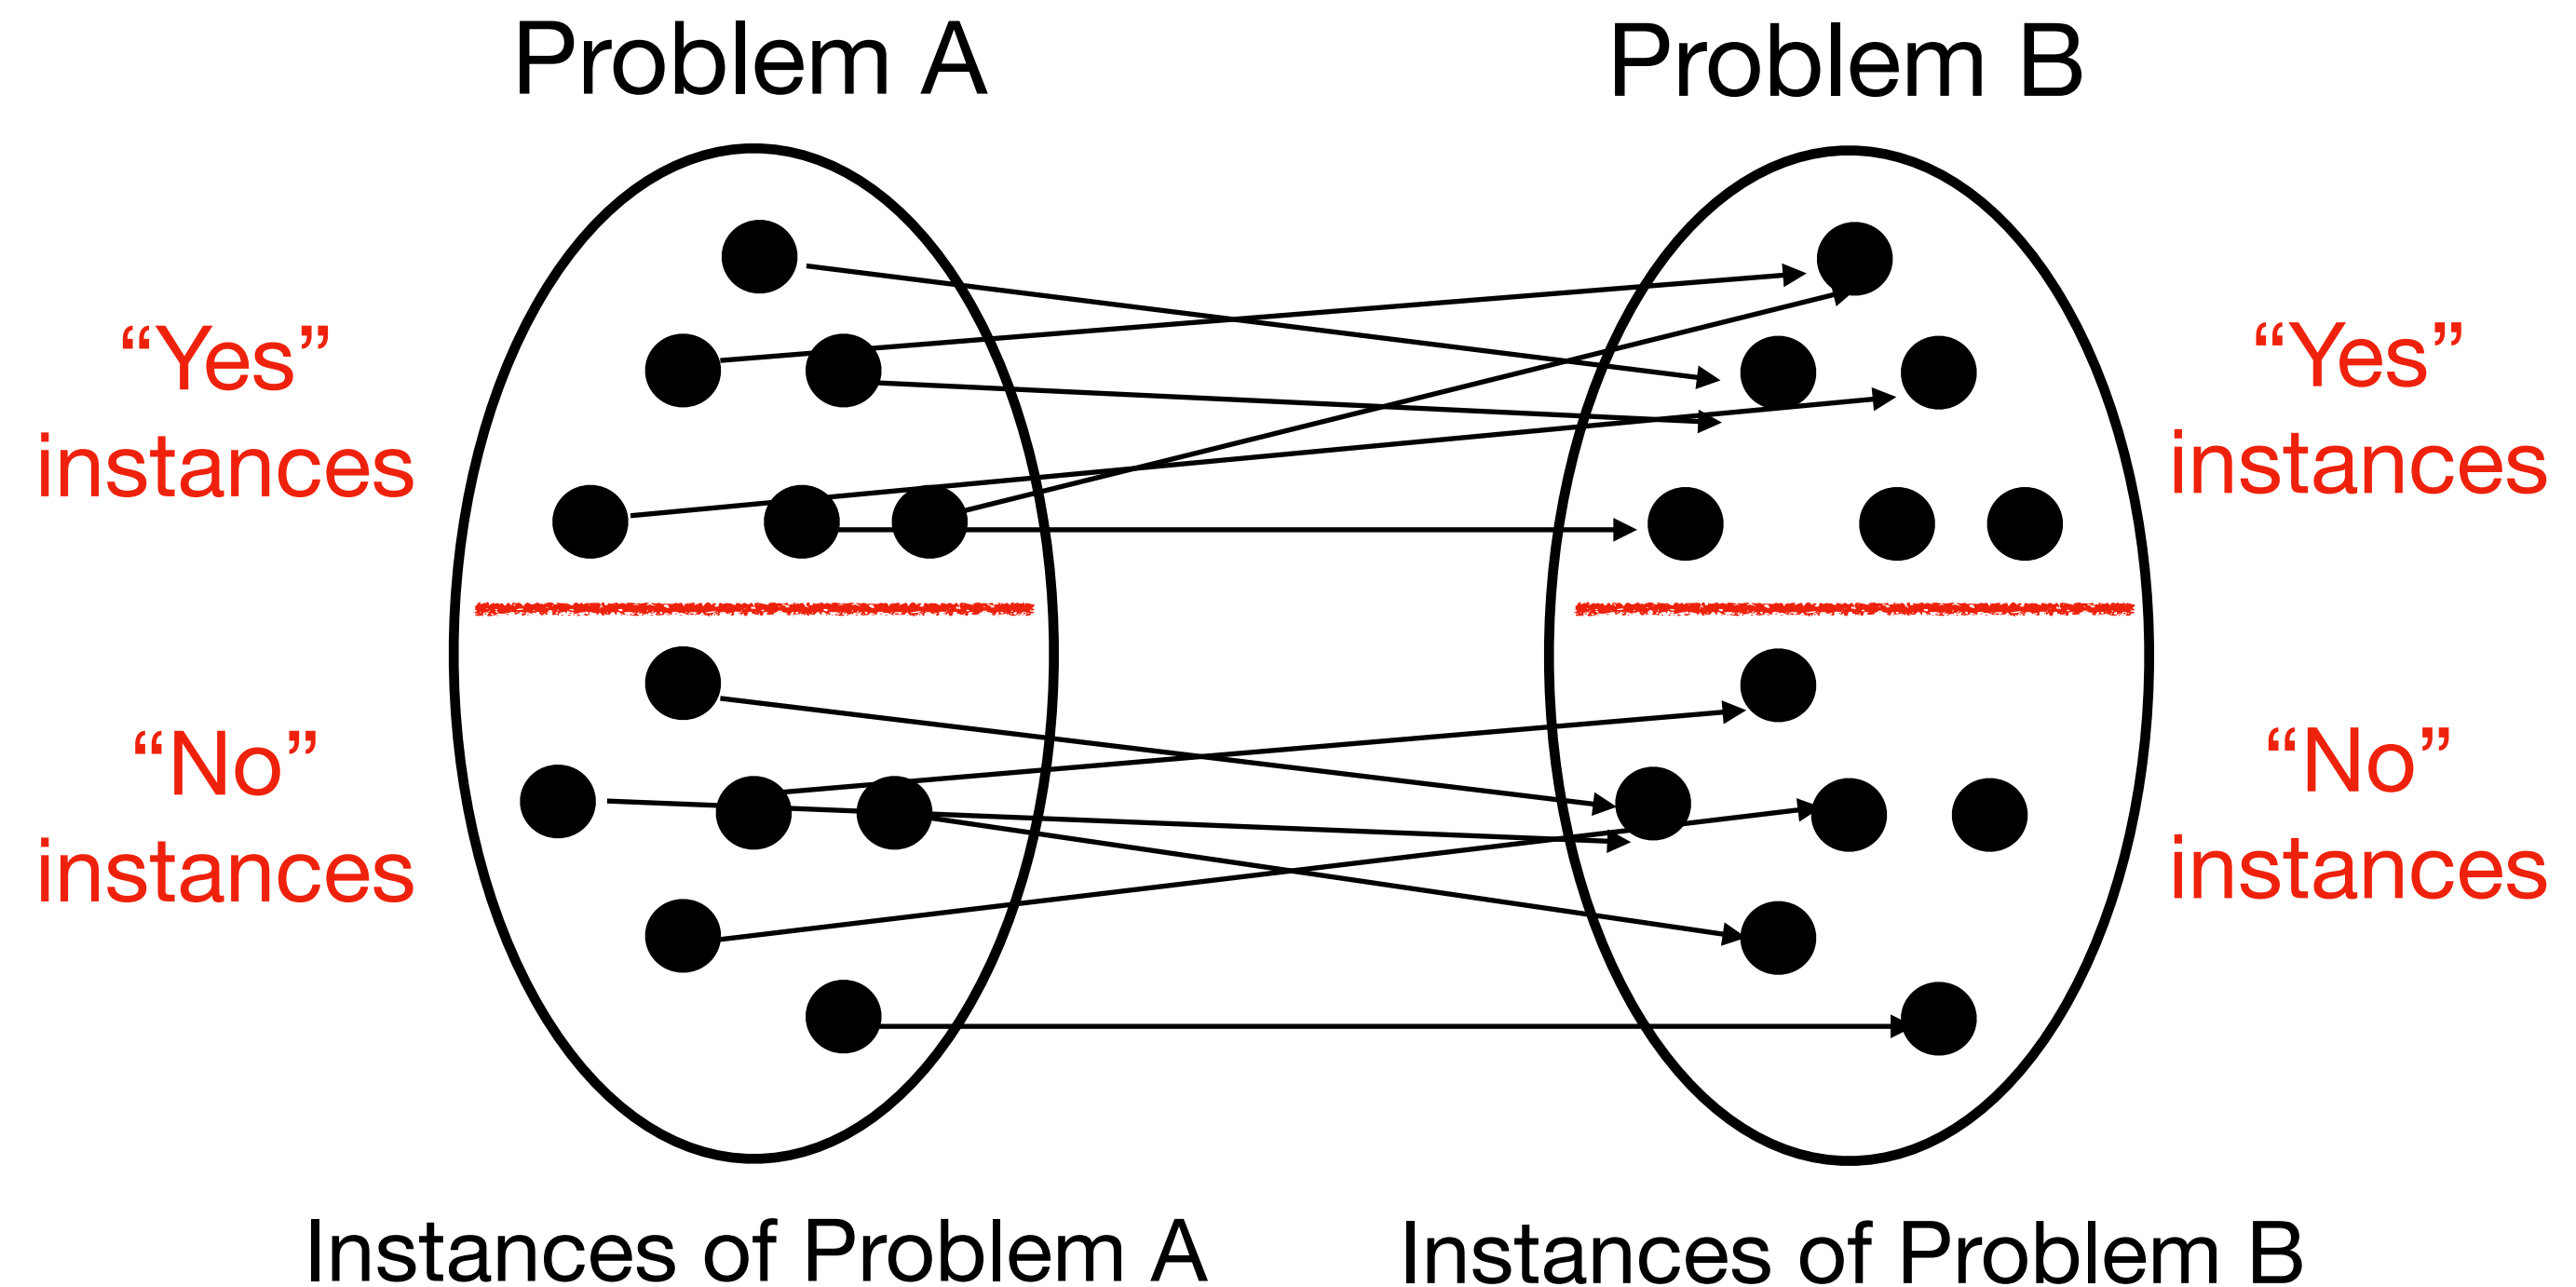 Problem A
Problem B
“Yes”
instances
“Yes”
instances
“No”
instances
“No”
instances
Instances of Problem A
Instances of Problem B